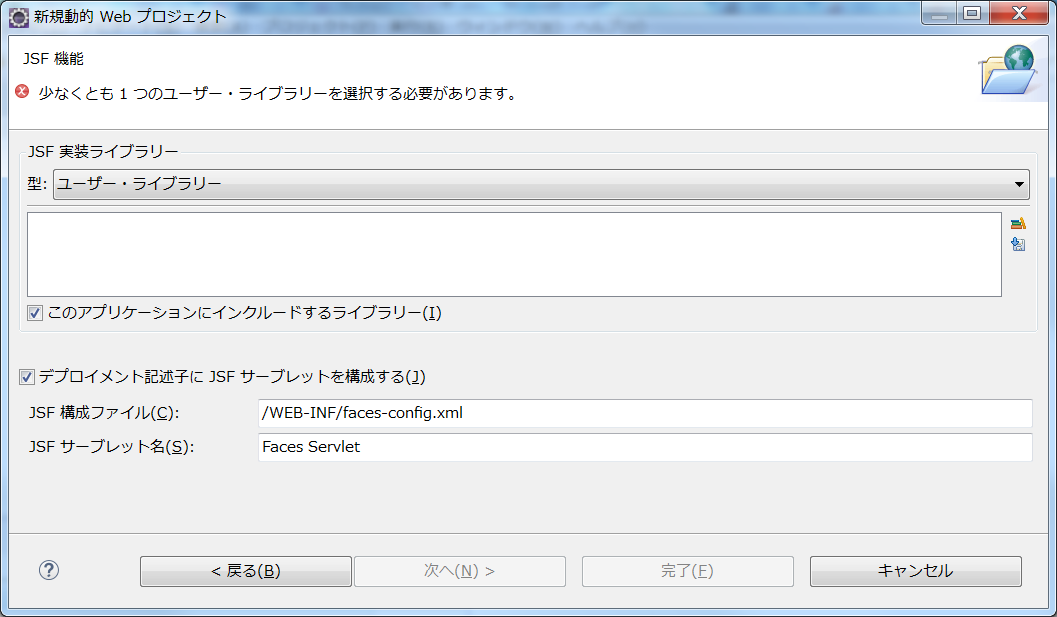 新規動的 Web プロジェクト
JSF 機能
少なくとも 1 つのユーザー・ライブラリーを選択する必要があります。
JSF 実装ライブラリー
型: ユーザー・ライブラリー
このアプリケーションにインクルードするライブラリー(I)
デプロイメント記述子に JSF サーブレットを構成する(J)
JSF 構成ファイル(C): /WEB-INF/faces-config.xml
JSF サーブレット名(S): Faces Servlet
< 戻る(B) 次へ(N) > 完了(F) キャンセル